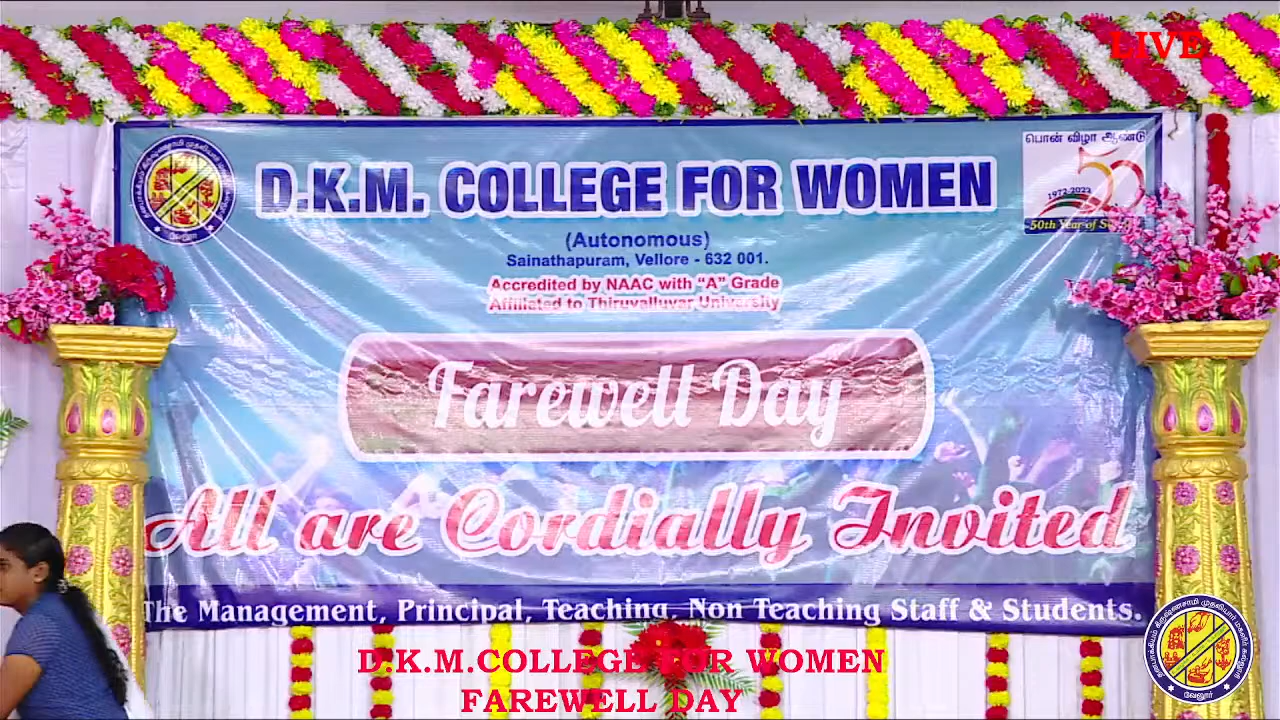 LIVE
பொன் விழா ஆண்டு
D.K.M. COLLEGE FOR WOMEN
50
1972-2022
50th Year of
(Autonomous)
Sainathapuram, Vellore - 632 001.
Accredited by NAAC with “A” Grade
Affiliated to Thiruvalluvar University
Farewell Day
All are Cordially Invited
The Management, Principal, Teaching, Non Teaching Staff & Students.
D.K.M.COLLEGE FOR WOMEN
FAREWELL DAY
வேலூர்